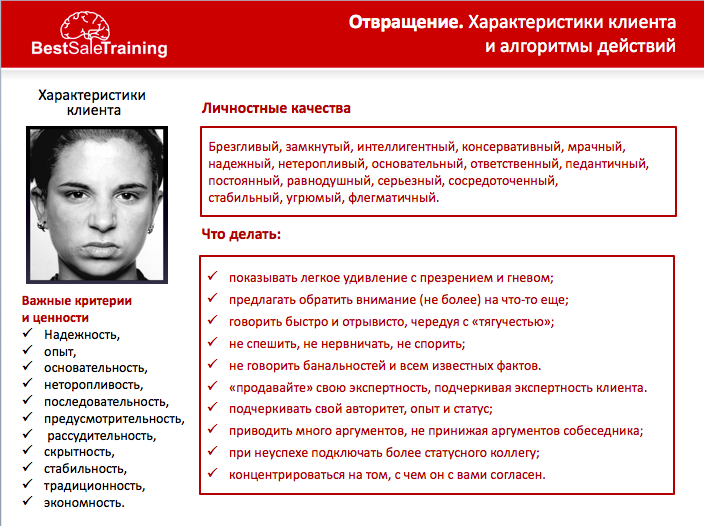 BestSaleTraining
Отвращение. Характеристики клиента
и алгоритмы действий
Характеристики
клиента
Важные критерии
и ценности
Надежность,
опыт,
основательность,
неторопливость,
последовательность,
предусмотрительность,
рассудительность,
скрытность,
стабильность,
традиционность,
экономность.
Личностные качества
Брезгливый, замкнутый, интеллигентный, консервативный, мрачный,
надежный, нетеропливый, основательный, ответственный, педантичный,
постоянный, равнодушный, серьезный, сосредоточенный,
стабильный, угрюмый, флегматичный.
Что делать:
показывать легкое удивление с презрением и гневом;
предлагать обратить внимание (не более) на что-то еще;
говорить быстро и отрывисто, чередуя с «тягучестью»;
не спешить, не нервничать, не спорить;
не говорить банальностей и всем известных фактов.
«продавайте» свою экспертность, подчеркивая экспертность клиента.
подчеркивать свой авторитет, опыт и статус;
приводить много аргументов, не принижая аргументов собеседника;
при неуспехе подключать более статусного коллегу;
концентрироваться на том, с чем он с вами согласен.